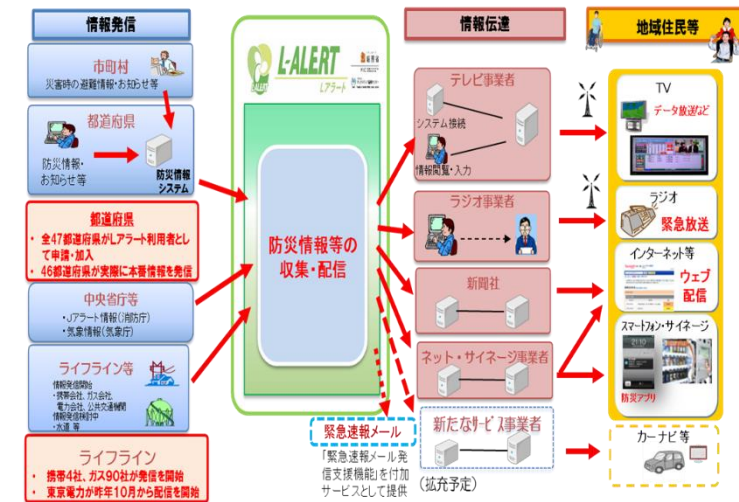 情報発信
市町村
災害時の避難情報・お知らせ等
都道府県
防災情報・
お知らせ等
防災情報
システム
都道府県
・ 全47都道府県がLアラート利用者とし
て申請・加入
・ 46都道府県が実際に本番情報を発信
中央省庁等
・Jアラート情報(消防庁)
・気象情報(気象庁)
ライフライン等
情報発信開始
・携帯会社、ガス会社、
電力会社、公共交通機関
情報発信検討中
・水道 等
ライフライン
・ 携帯4社、ガス90社が発信を開始
・ 東京電力が昨年10月から配信を開始
L-ALERT
Lアラート
防災情報等の
収集・配信
緊急速報メール
「緊急速報メール発
信支援機能」を付加
サービスとして提供
情報伝達
テレビ事業者
システム接続
情報閲覧・入力
ラジオ事業者
新聞社
ネット・サイネージ事業者
新たなサービス事業者
(拡充予定)
地域住民等
TV
データ放送など
ラジオ
緊急放送
インターネット等
ウェブ
配信
スマートフォン・サイネージ
21:10
防災アプリ
カーナビ等